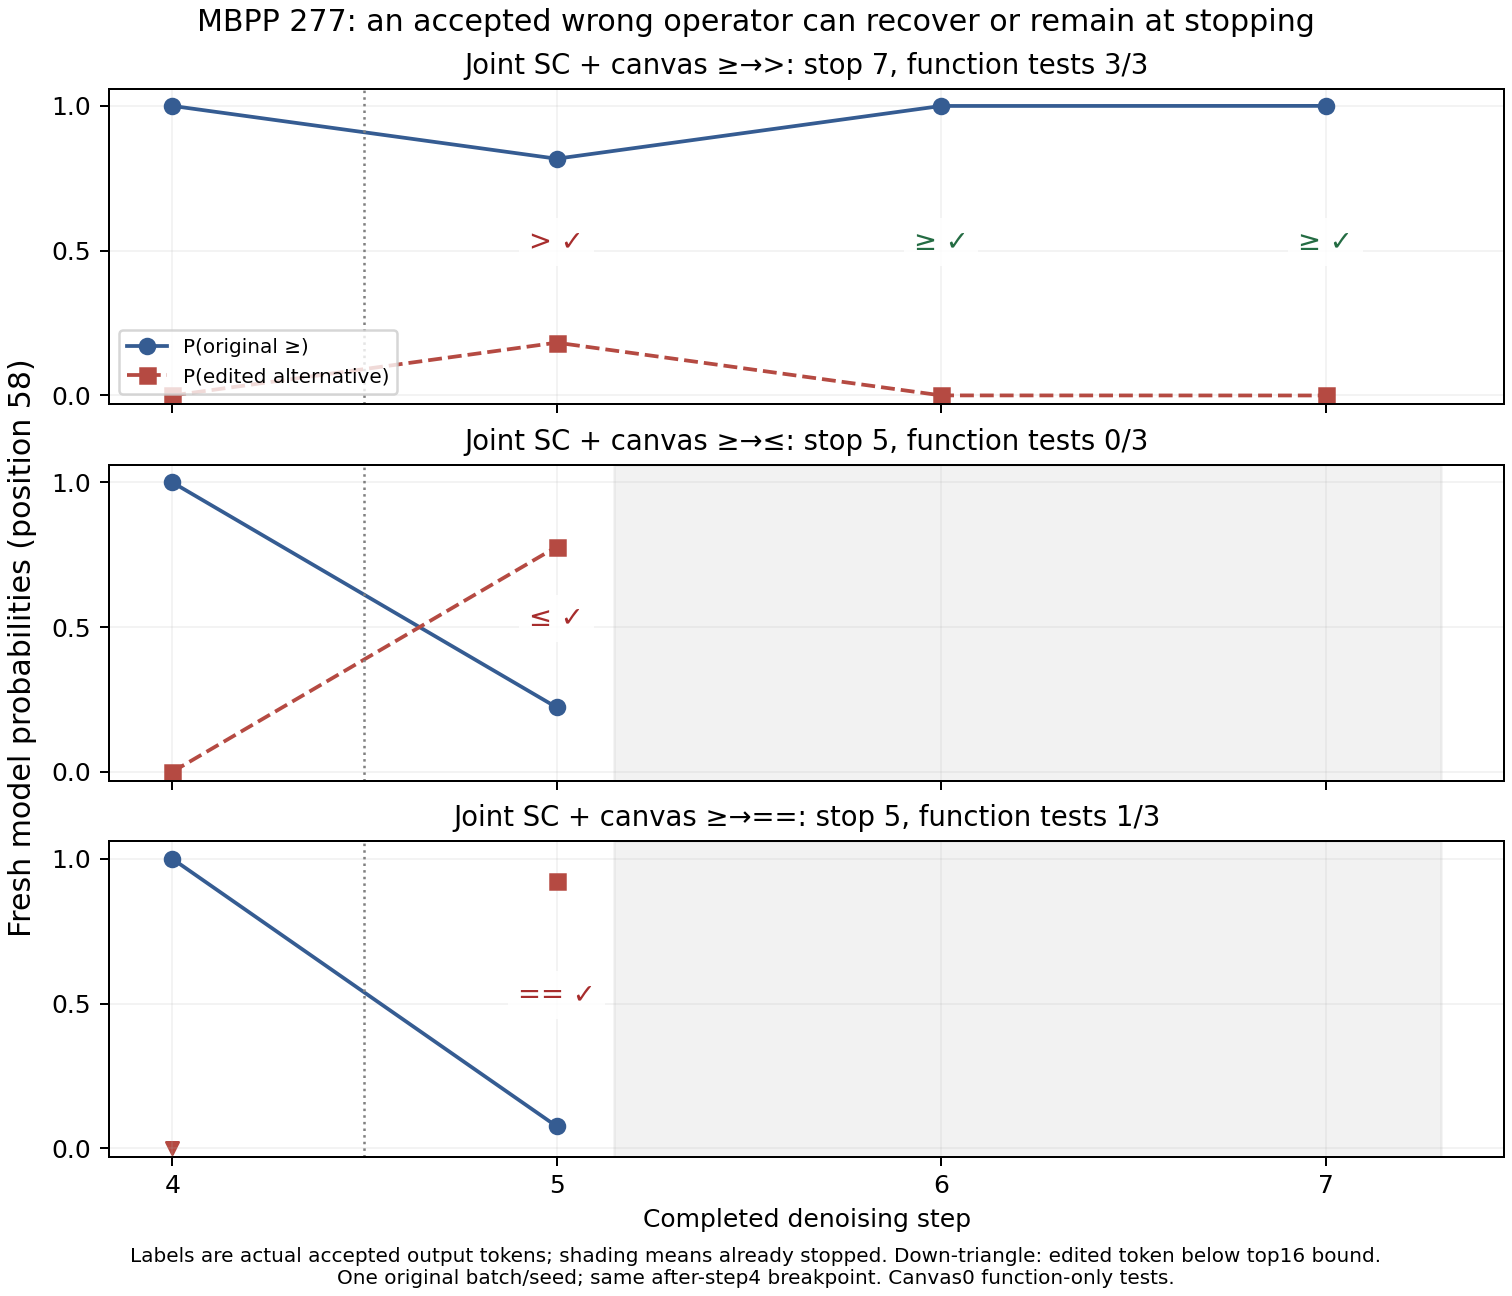 MBPP 277: an accepted wrong operator can recover or remain at stopping
Joint SC + canvas ≥→>: stop 7, function tests 3/3
1.0
0.5
0.0
> ✓
≥ ✓
≥ ✓
P(original ≥)
P(edited alternative)
Fresh model probabilities (position 58)
Joint SC + canvas ≥→≤: stop 5, function tests 0/3
1.0
0.5
0.0
≤ ✓
Joint SC + canvas ≥→==: stop 5, function tests 1/3
1.0
0.5
0.0
== ✓
4
5
6
7
Completed denoising step
Labels are actual accepted output tokens; shading means already stopped. Down-triangle: edited token below top16 bound.
One original batch/seed; same after-step4 breakpoint. Canvas0 function-only tests.